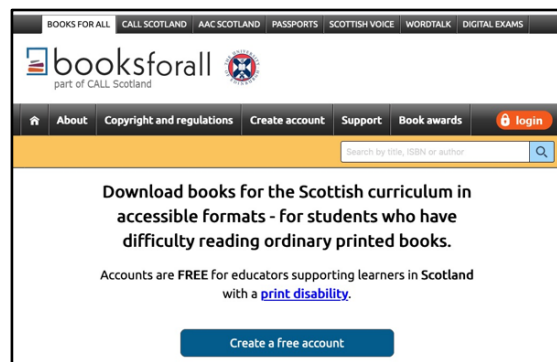 BOOKS FOR ALL CALL SCOTLAND AAC SCOTLAND PASSPORTS SCOTTISH VOICE WORDTALK DIGITAL EXAMS
booksforall
part of CALL Scotland
About Copyright and regulations Create account Support Book awards login
Search by title, ISBN or author
Download books for the Scottish curriculum in
accessible formats - for students who have
difficulty reading ordinary printed books.
Accounts are FREE for educators supporting learners in Scotland
with a print disability.
Create a free account